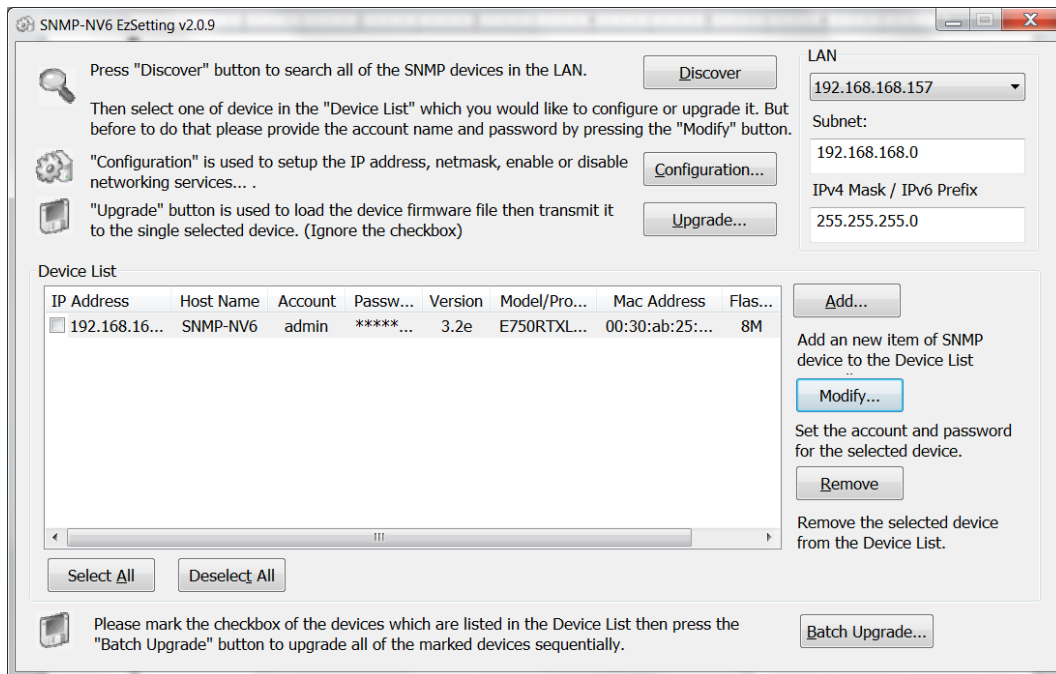 SNMP-NV6 EzSetting v2.0.9
Press "Discover" button to search all of the SNMP devices in the LAN.
Discover
Then select one of device in the "Device List" which you would like to configure or upgrade it. But
before to do that please provide the account name and password by pressing the "Modify" button.
"Configuration" is used to setup the IP address, netmask, enable or disable
networking services... .
Configuration...
"Upgrade" button is used to load the device firmware file then transmit it
to the single selected device. (Ignore the checkbox)
Upgrade...
LAN
192.168.168.157
Subnet:
192.168.168.0
IPv4 Mask / IPv6 Prefix
255.255.255.0
Device List
IP Address Host Name Account Passw... Version Model/Pro... Mac Address Flas...
192.168.16... SNMP-NV6 admin *****... 3.2e E750RTXL... 00:30:ab:25:... 8M
Add...
Add an new item of SNMP
device to the Device List
Modify...
Set the account and password
for the selected device.
Remove
Remove the selected device
from the Device List.
Select All Deselect All
Please mark the checkbox of the devices which are listed in the Device List then press the
"Batch Upgrade" button to upgrade all of the marked devices sequentially.
Batch Upgrade...